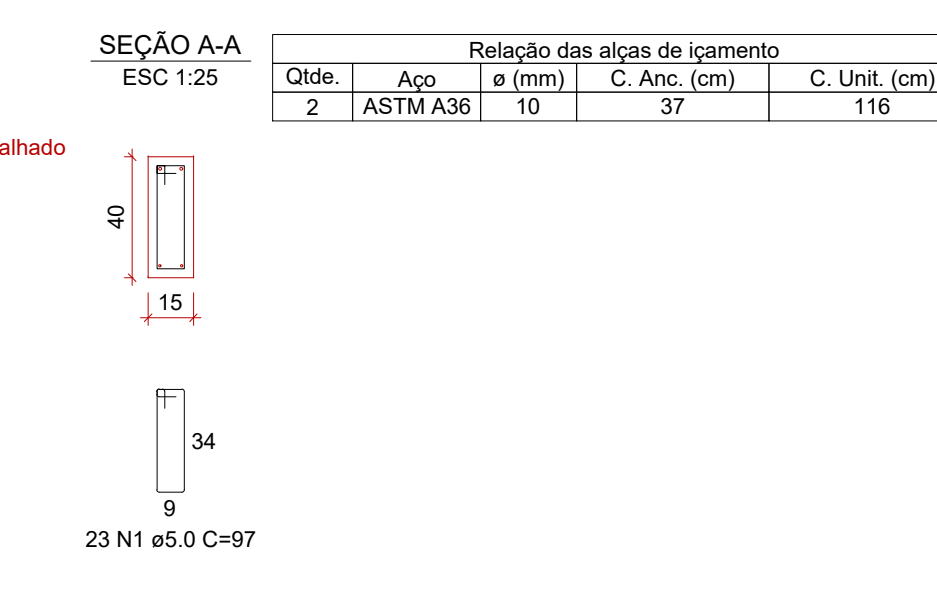 SEÇÃO A-A
ESC 1:25
Relação das alças de içamento
Qtde. Aço ø (mm) C. Anc. (cm) C. Unit. (cm)
2 ASTM A36 10 37 116
alhado
40
15
34
9
23 N1 ø5.0 C=97